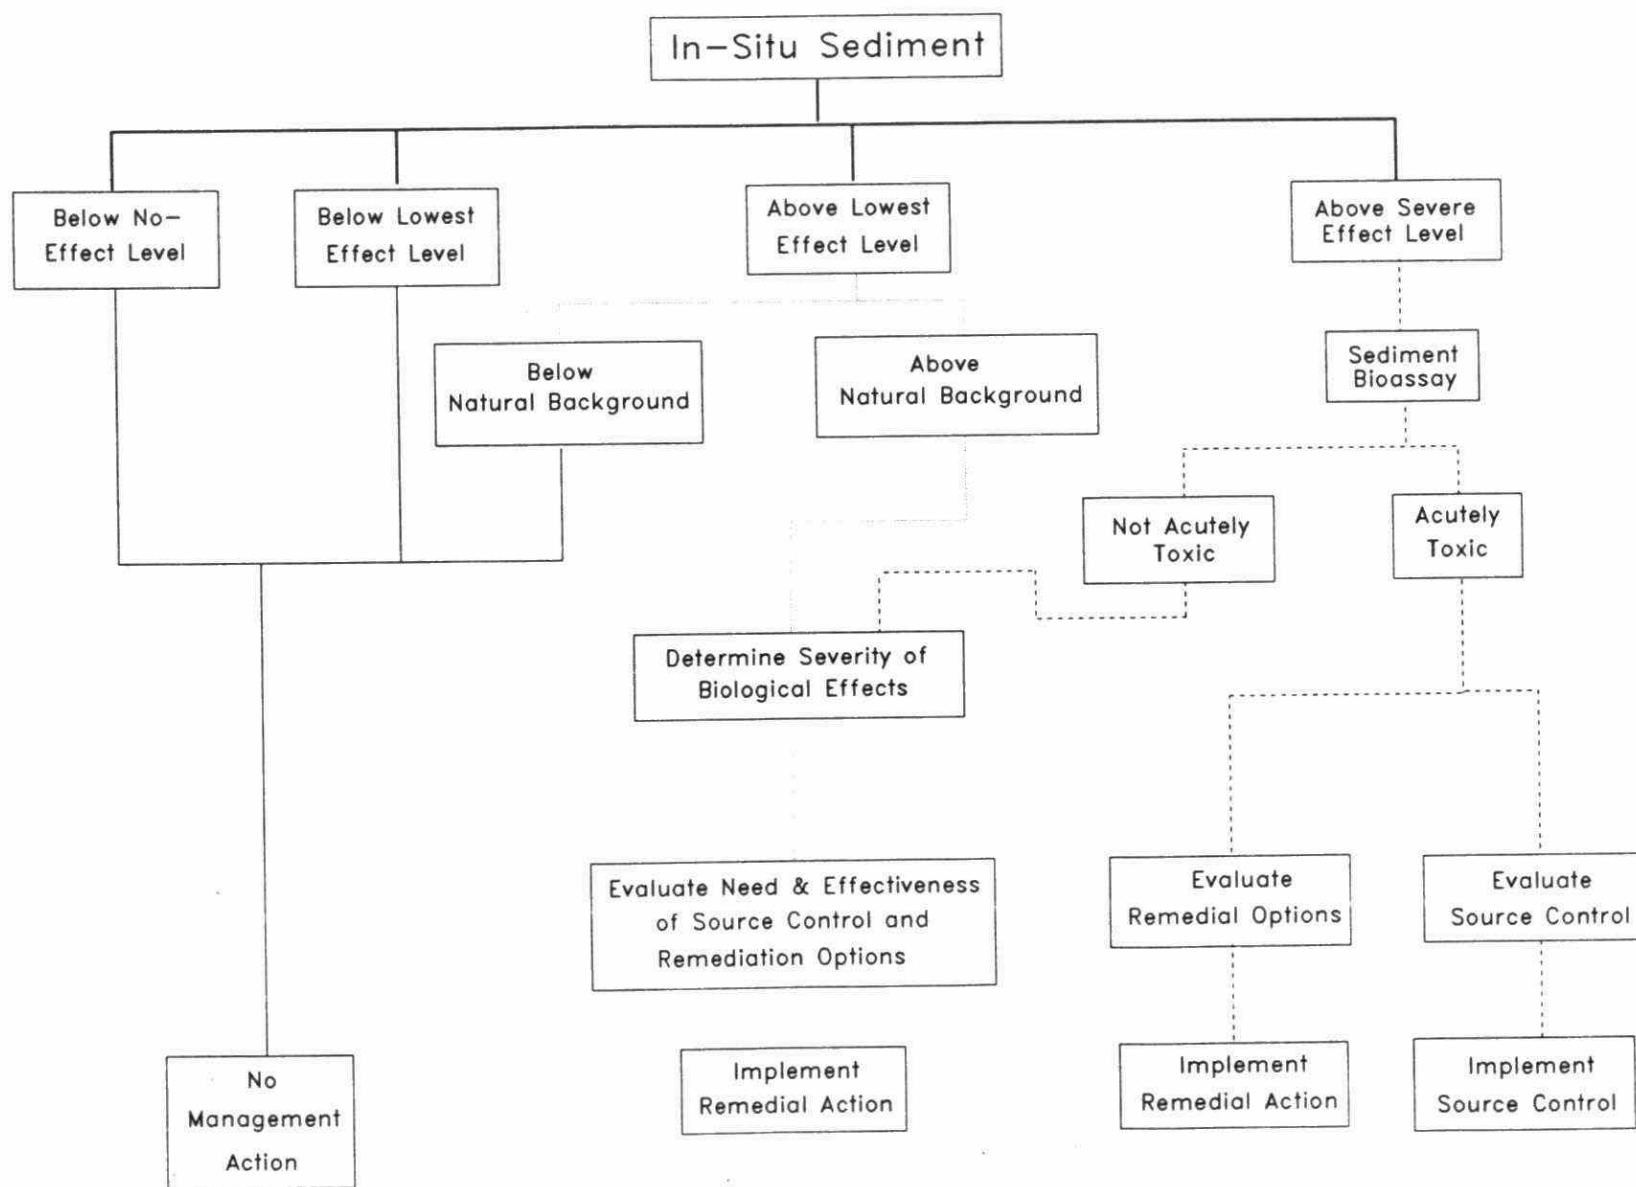 In-Situ Sediment
Below No-
Effect Level
Below Lowest
Effect Level
Above Lowest
Effect Level
Above Severe
Effect Level
Below
Natural Background
Above
Natural Background
Sediment
Bioassay
Not Acutely
Toxic
Acutely
Toxic
Determine Severity of
Biological Effects
Evaluate Need & Effectiveness
of Source Control and
Remediation Options
Evaluate
Remedial Options
Evaluate
Source Control
No
Management
Action
Implement
Remedial Action
Implement
Remedial Action
Implement
Source Control